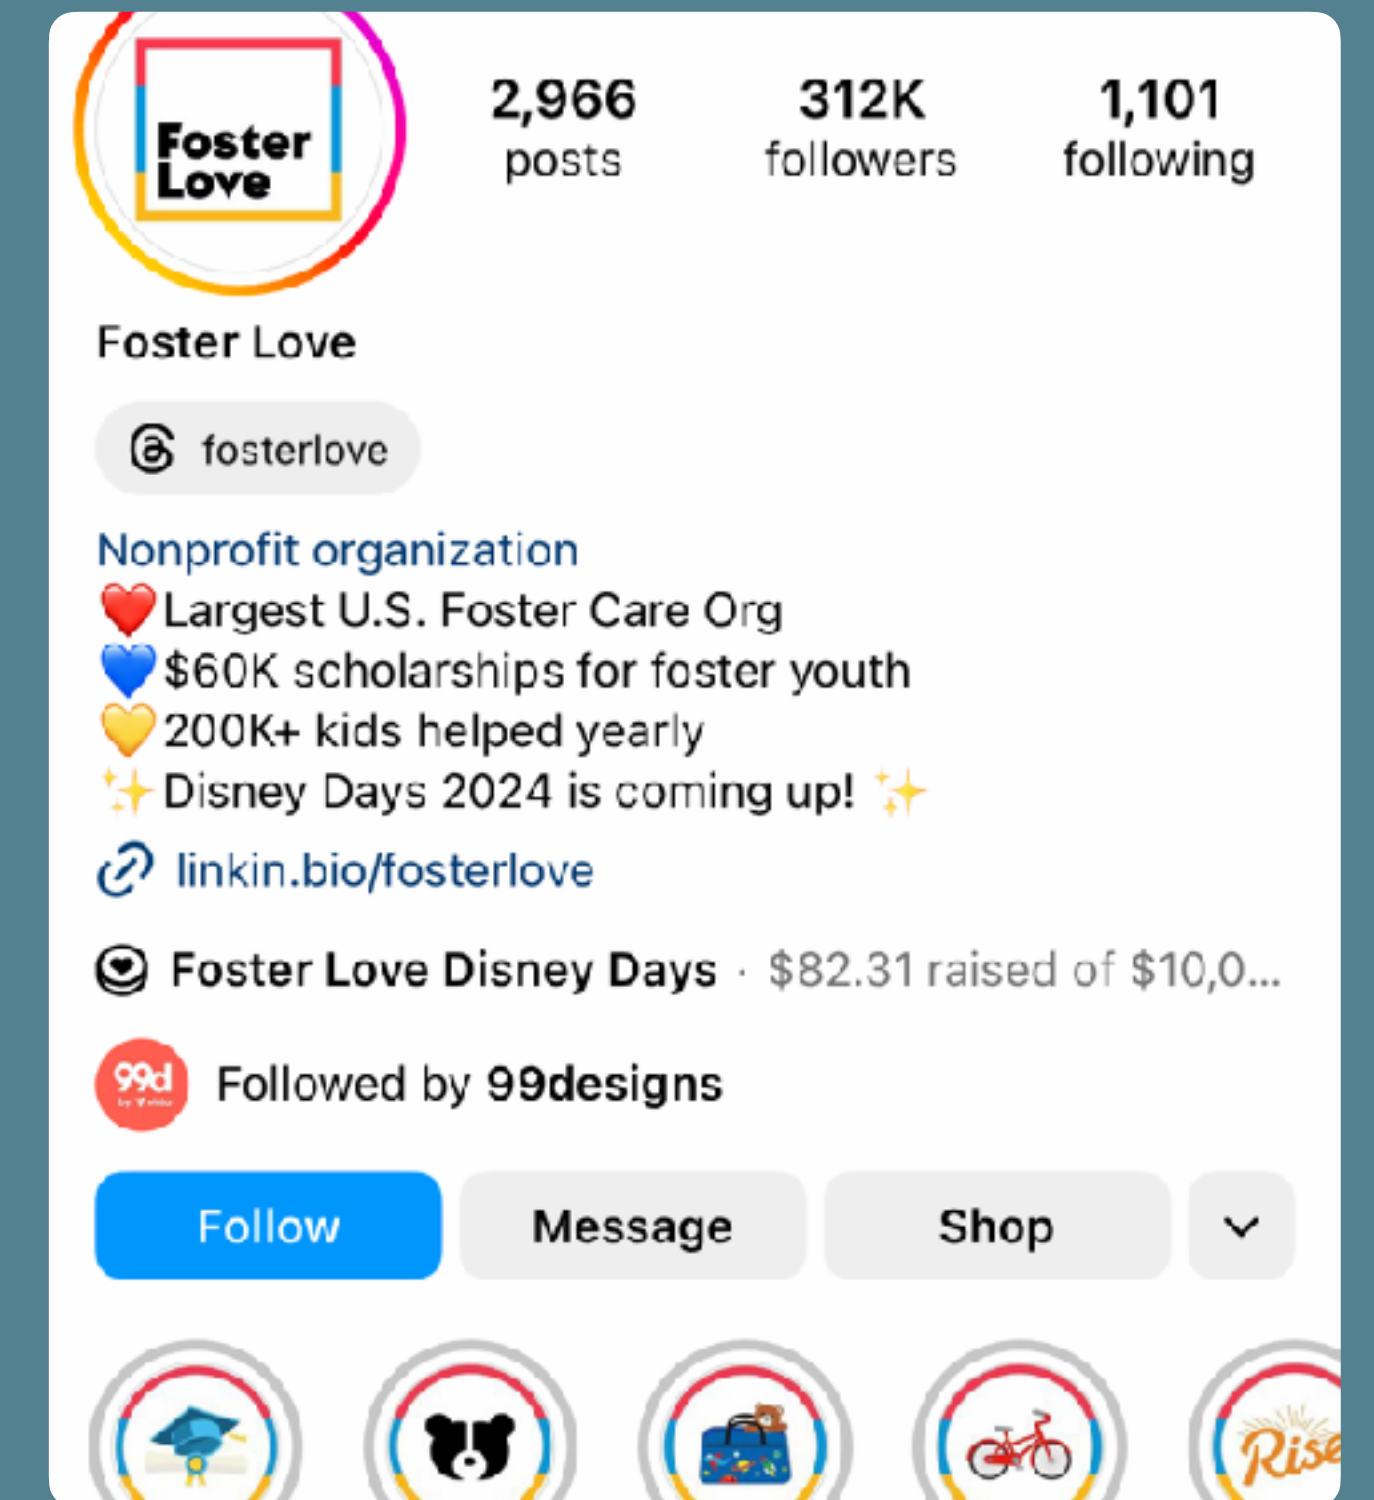 Foster
Love
2,966 312K 1,101
posts followers following
Foster Love
fosterlove
Nonprofit organization
❤️Largest U.S. Foster Care Org
💙$60K scholarships for foster youth
💛200K+ kids helped yearly
✨Disney Days 2024 is coming up! ✨
linkin.bio/fosterlove
Foster Love Disney Days · $82.31 raised of $10,0...
99d
Followed by 99designs
Follow Message Shop
Rise